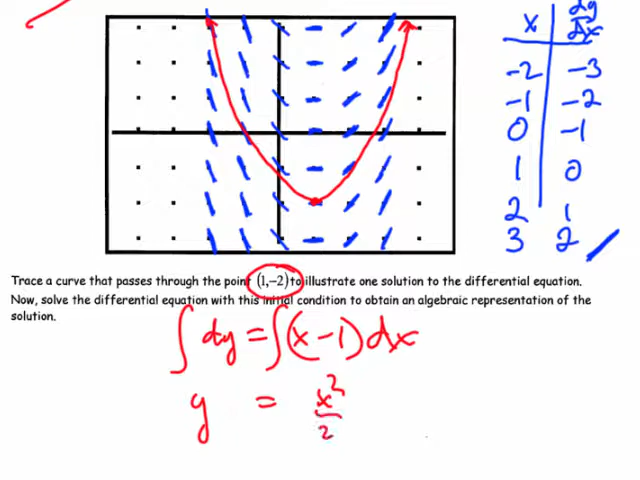 x dy/dx
-2 -3
-1 -2
0 -1
1 0
2 1
3 2
Trace a curve that passes through the point (1,−2) to illustrate one solution to the differential equation.
Now, solve the differential equation with this initial condition to obtain an algebraic representation of the
solution.
∫dy=∫(x-1)dx
y = x²/2